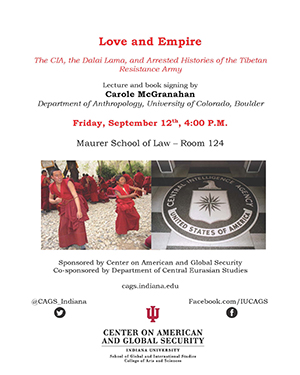 Love and Empire
The CIA, the Dalai Lama, and Arrested Histories of the Tibetan
Resistance Army
Lecture and book signing by
Carole McGranahan
Department of Anthropology, University of Colorado, Boulder
Friday, September 12th, 4:00 P.M.
Maurer School of Law – Room 124
CENTRAL INTELLIGENCE AGENCY
UNITED STATES OF AMERICA
Sponsored by Center on American and Global Security
Co-sponsored by Department of Central Eurasian Studies
cags.indiana.edu
@CAGS_Indiana
Facebook.com/IUCAGS
CENTER ON AMERICAN
AND GLOBAL SECURITY
INDIANA UNIVERSITY
School of Global and International Studies
College of Arts and Sciences